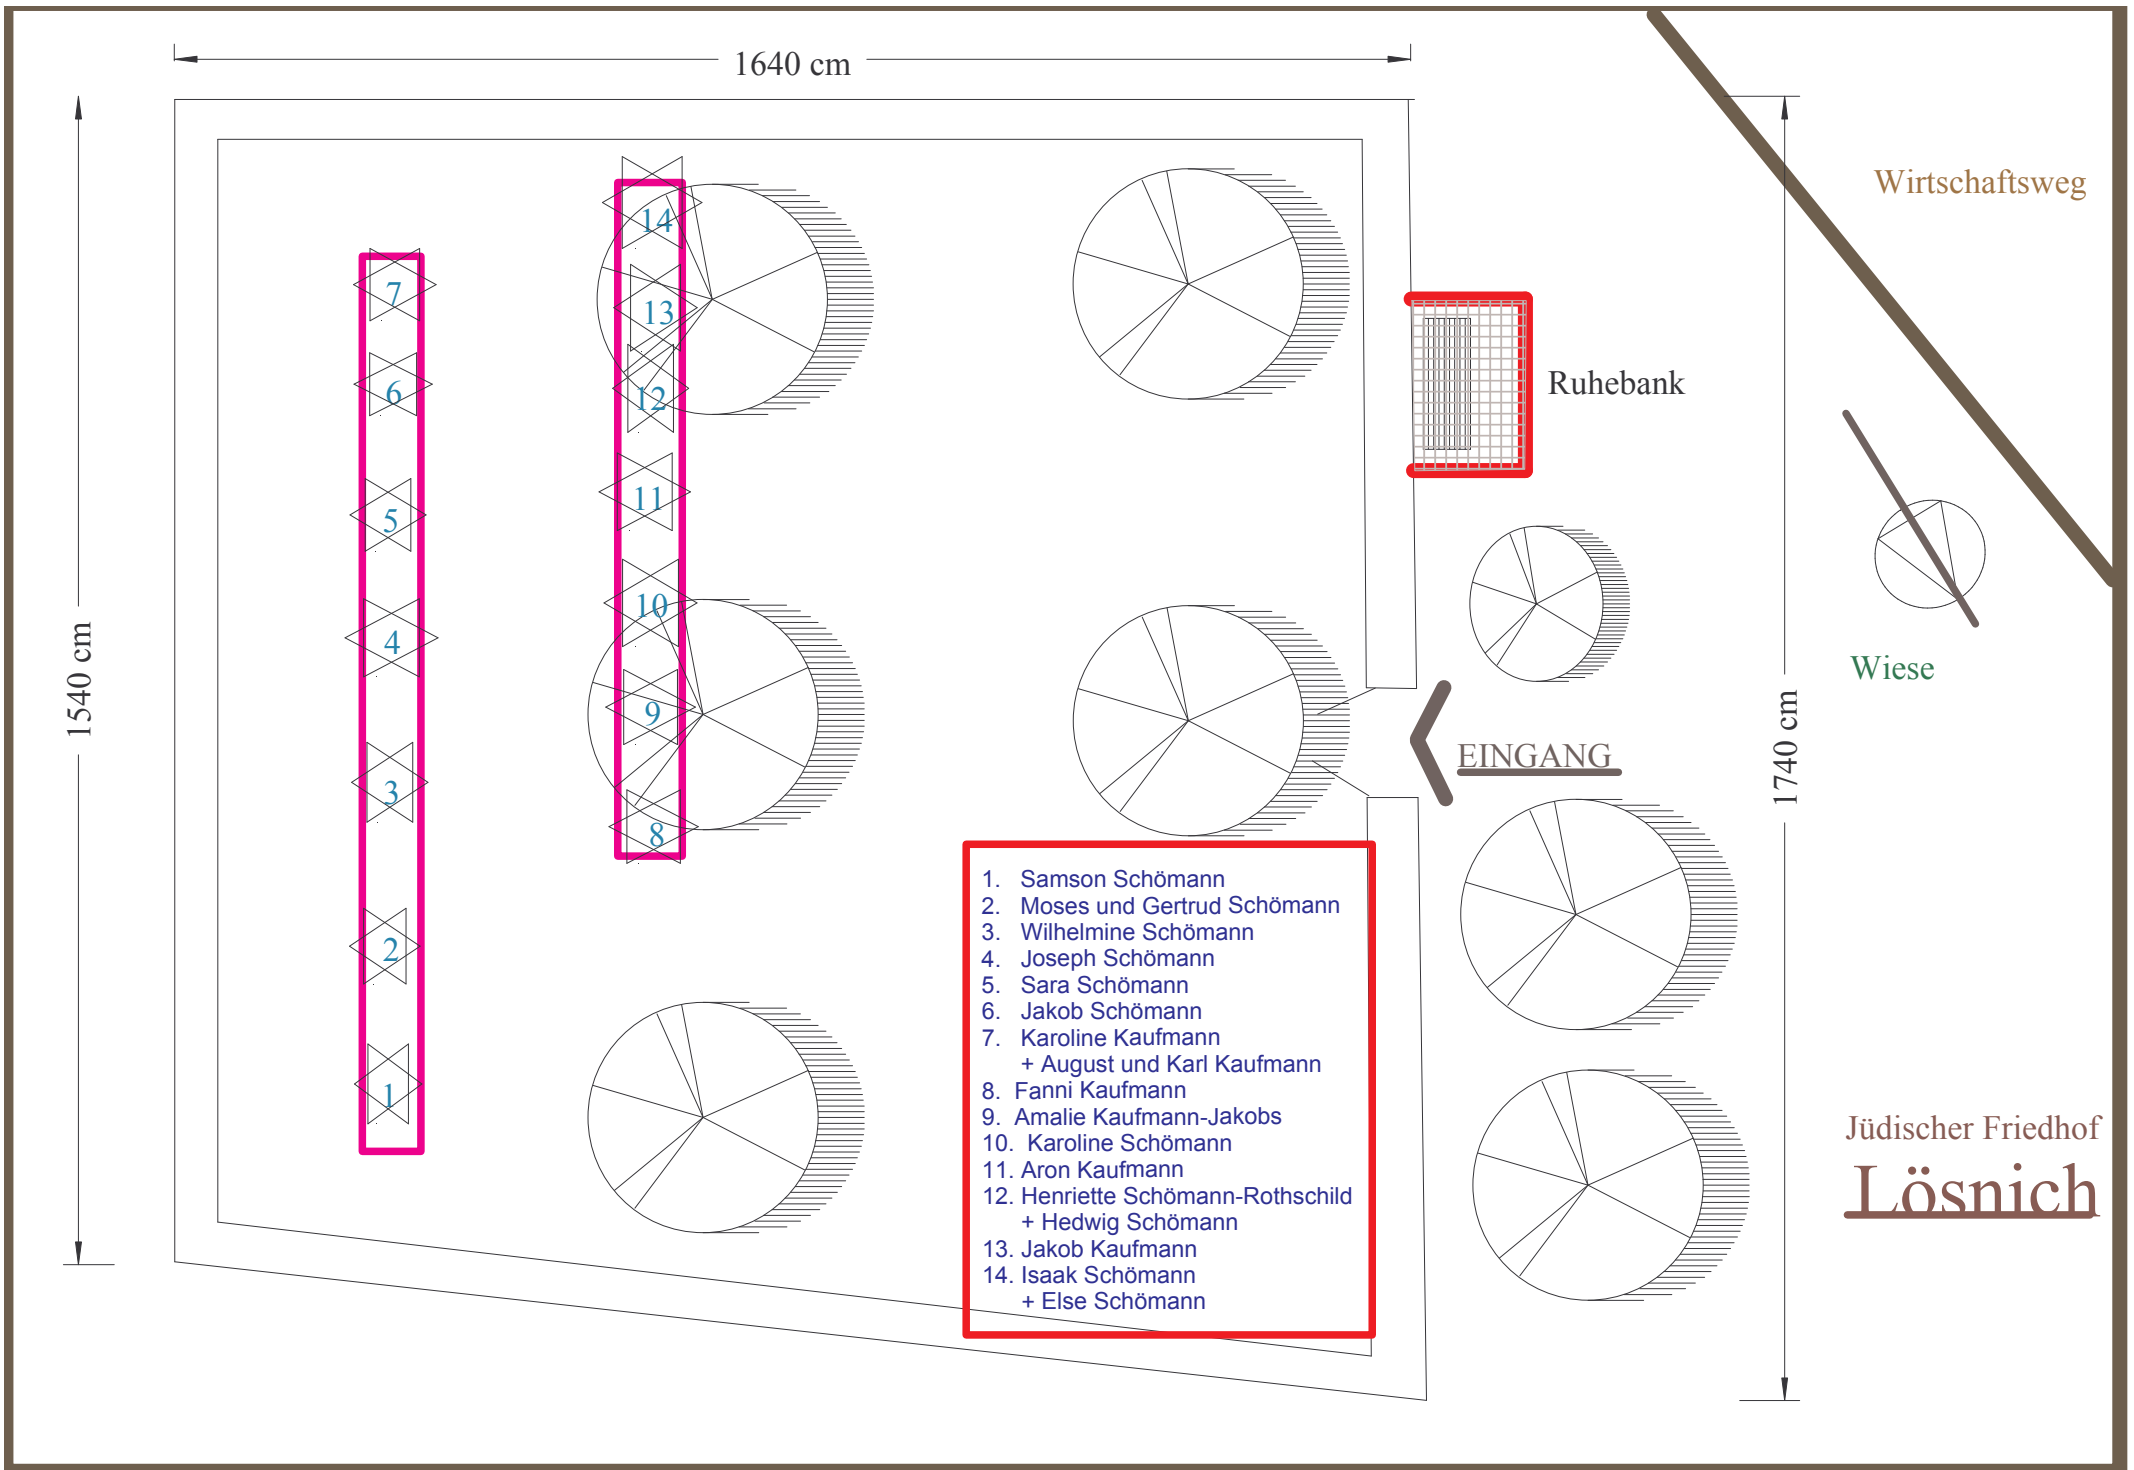 1640 cm
Wirtschaftsweg
14
7
13
6
12
Ruhebank
11
5
10
4
1540 cm
Wiese
9
EINGANG
1740 cm
3
8
2
1
1. Samson Schömann
2. Moses und Gertrud Schömann
3. Wilhelmine Schömann
4. Joseph Schömann
5. Sara Schömann
6. Jakob Schömann
7. Karoline Kaufmann
+ August und Karl Kaufmann
8. Fanni Kaufmann
9. Amalie Kaufmann-Jakobs
10. Karoline Schömann
11. Aron Kaufmann
12. Henriette Schömann-Rothschild
+ Hedwig Schömann
13. Jakob Kaufmann
14. Isaak Schömann
+ Else Schömann
Jüdischer Friedhof
Lösnich